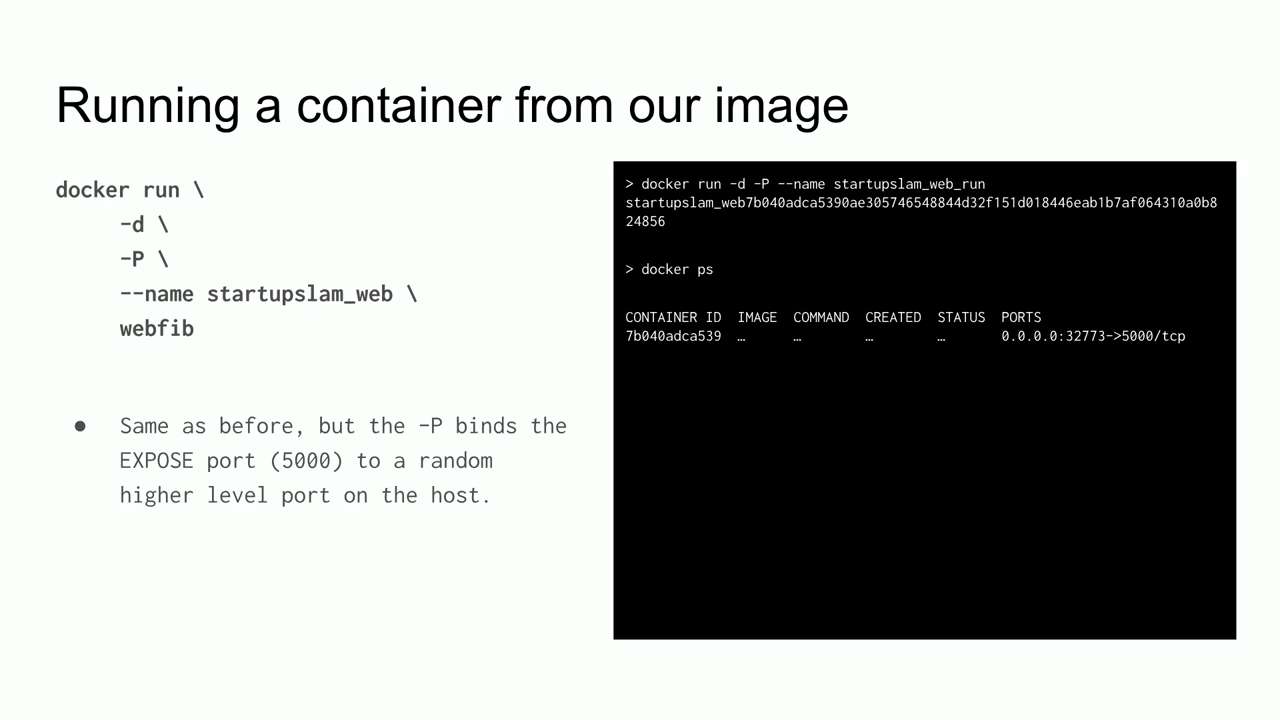 Running a container from our image
docker run \
-d \
-P \
--name startupslam_web \
webfib
● Same as before, but the -P binds the
EXPOSE port (5000) to a random
higher level port on the host.
> docker run -d -P --name startupslam_web_run
startupslam_web7b040adca5390ae305746548844d32f151d018446eab1b7af064310a0b8
24856
> docker ps
CONTAINER ID IMAGE COMMAND CREATED STATUS PORTS
7b040adca539 … … … … 0.0.0.0:32773->5000/tcp